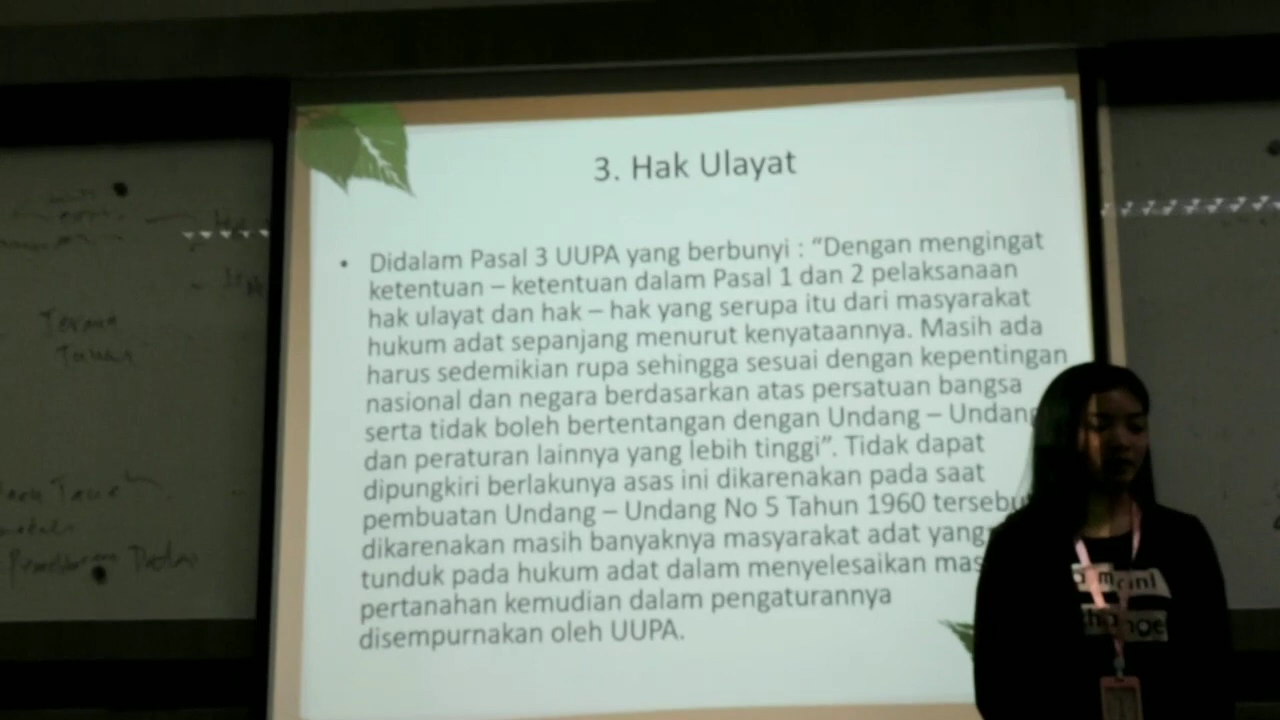 3. Hak Ulayat
• Didalam Pasal 3 UUPA yang berbunyi : “Dengan mengingat
ketentuan – ketentuan dalam Pasal 1 dan 2 pelaksanaan
hak ulayat dan hak – hak yang serupa itu dari masyarakat
hukum adat sepanjang menurut kenyataannya. Masih ada
harus sedemikian rupa sehingga sesuai dengan kepentingan
nasional dan negara berdasarkan atas persatuan bangsa
serta tidak boleh bertentangan dengan Undang – Undang
dan peraturan lainnya yang lebih tinggi”. Tidak dapat
dipungkiri berlakunya asas ini dikarenakan pada saat
pembuatan Undang – Undang No 5 Tahun 1960 tersebut
dikarenakan masih banyaknya masyarakat adat yang
tunduk pada hukum adat dalam menyelesaikan mas
pertanahan kemudian dalam pengaturannya
disempurnakan oleh UUPA.